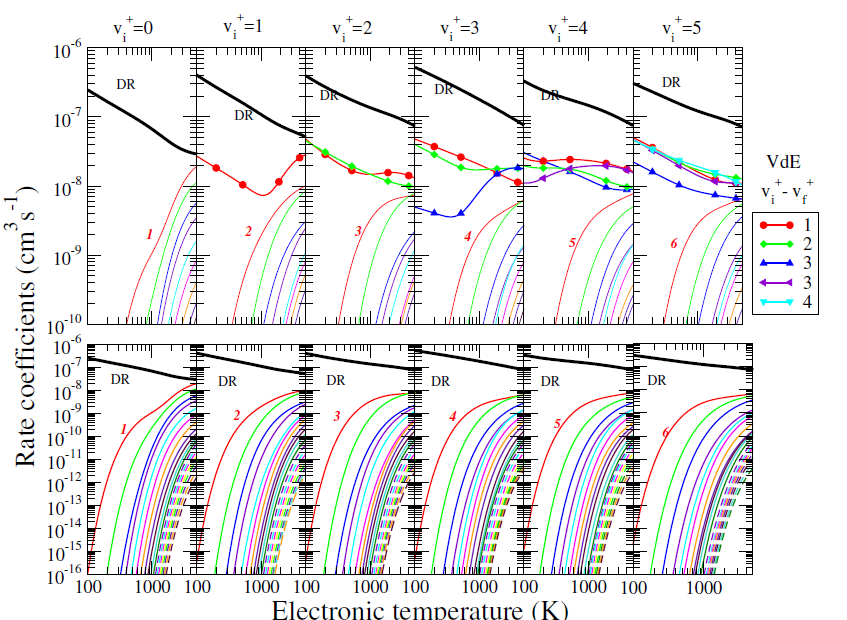 v_i^+=0 v_i^+=1 v_i^+=2 v_i^+=3 v_i^+=4 v_i^+=5
10^-6
DR DR DR DR DR DR
10^-7
10^-8
1 2 3 4 5 6
10^-9
10^-10
VdE
v_i^+ - v_f^+
1
2
3
3
4
Rate coefficients (cm^3 s^-1)
10^-6
10^-7
DR DR DR DR DR DR
10^-8
10^-9
1 2 3 4 5 6
10^-10
10^-11
10^-12
10^-13
10^-14
10^-15
10^-16
100 1000 100 1000 100 1000 100 1000 100 1000 100 1000
Electronic temperature (K)